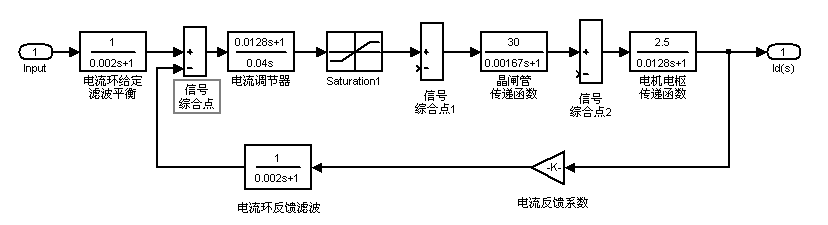 1
Input
1
0.002s+1
电流环给定
滤波平衡
+
−
信号
综合点
0.0128s+1
0.04s
电流调节器
Saturation1
+
−
信号
综合点1
30
0.00167s+1
晶闸管
传递函数
+
−
信号
综合点2
2.5
0.0128s+1
电机电枢
传递函数
1
Id(s)
1
0.002s+1
电流环反馈滤波
-K-
电流反馈系数